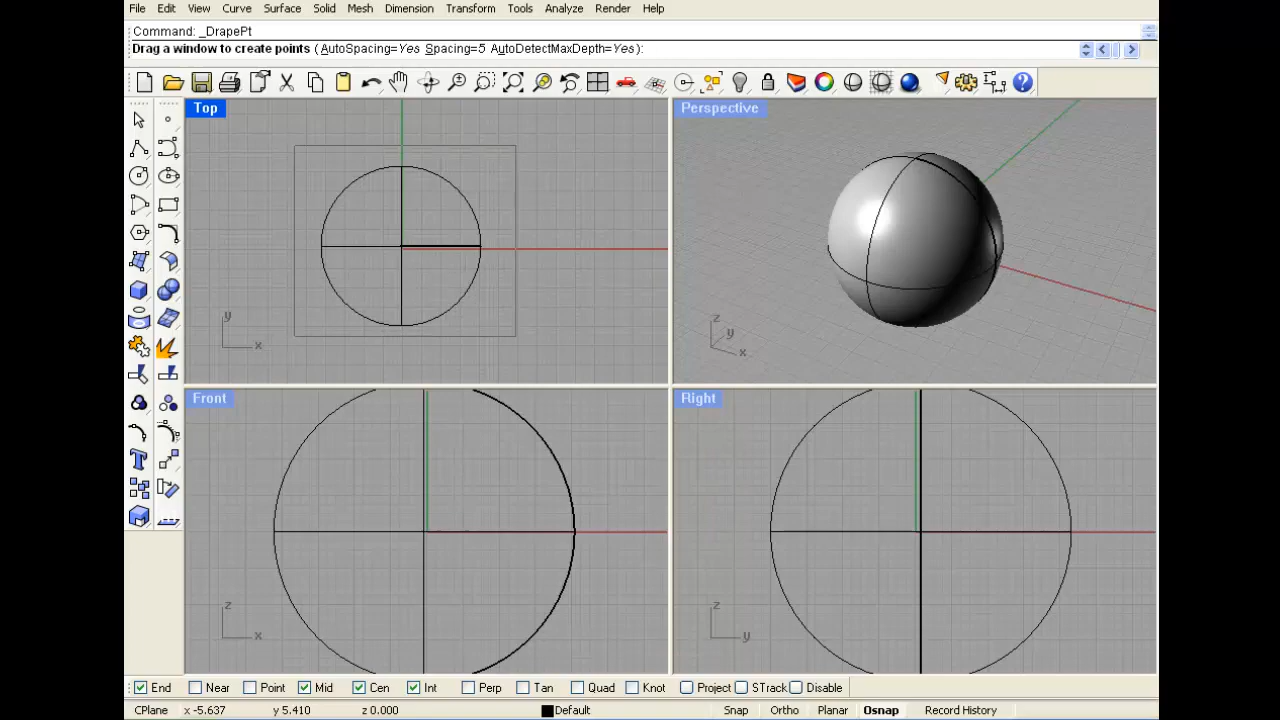 File Edit View Curve Surface Solid Mesh Dimension Transform Tools Analyze Render Help
Command: _DrapePt
Drag a window to create points (AutoSpacing=Yes Spacing=5 AutoDetectMaxDepth=Yes):
Top
Perspective
y
x
z
y
x
Front
Right
z
x
z
y
End Near Point Mid Cen Int Perp Tan Quad Knot Project STrack Disable
CPlane x -5.637 y 5.410 z 0.000 Default Snap Ortho Planar Osnap Record History